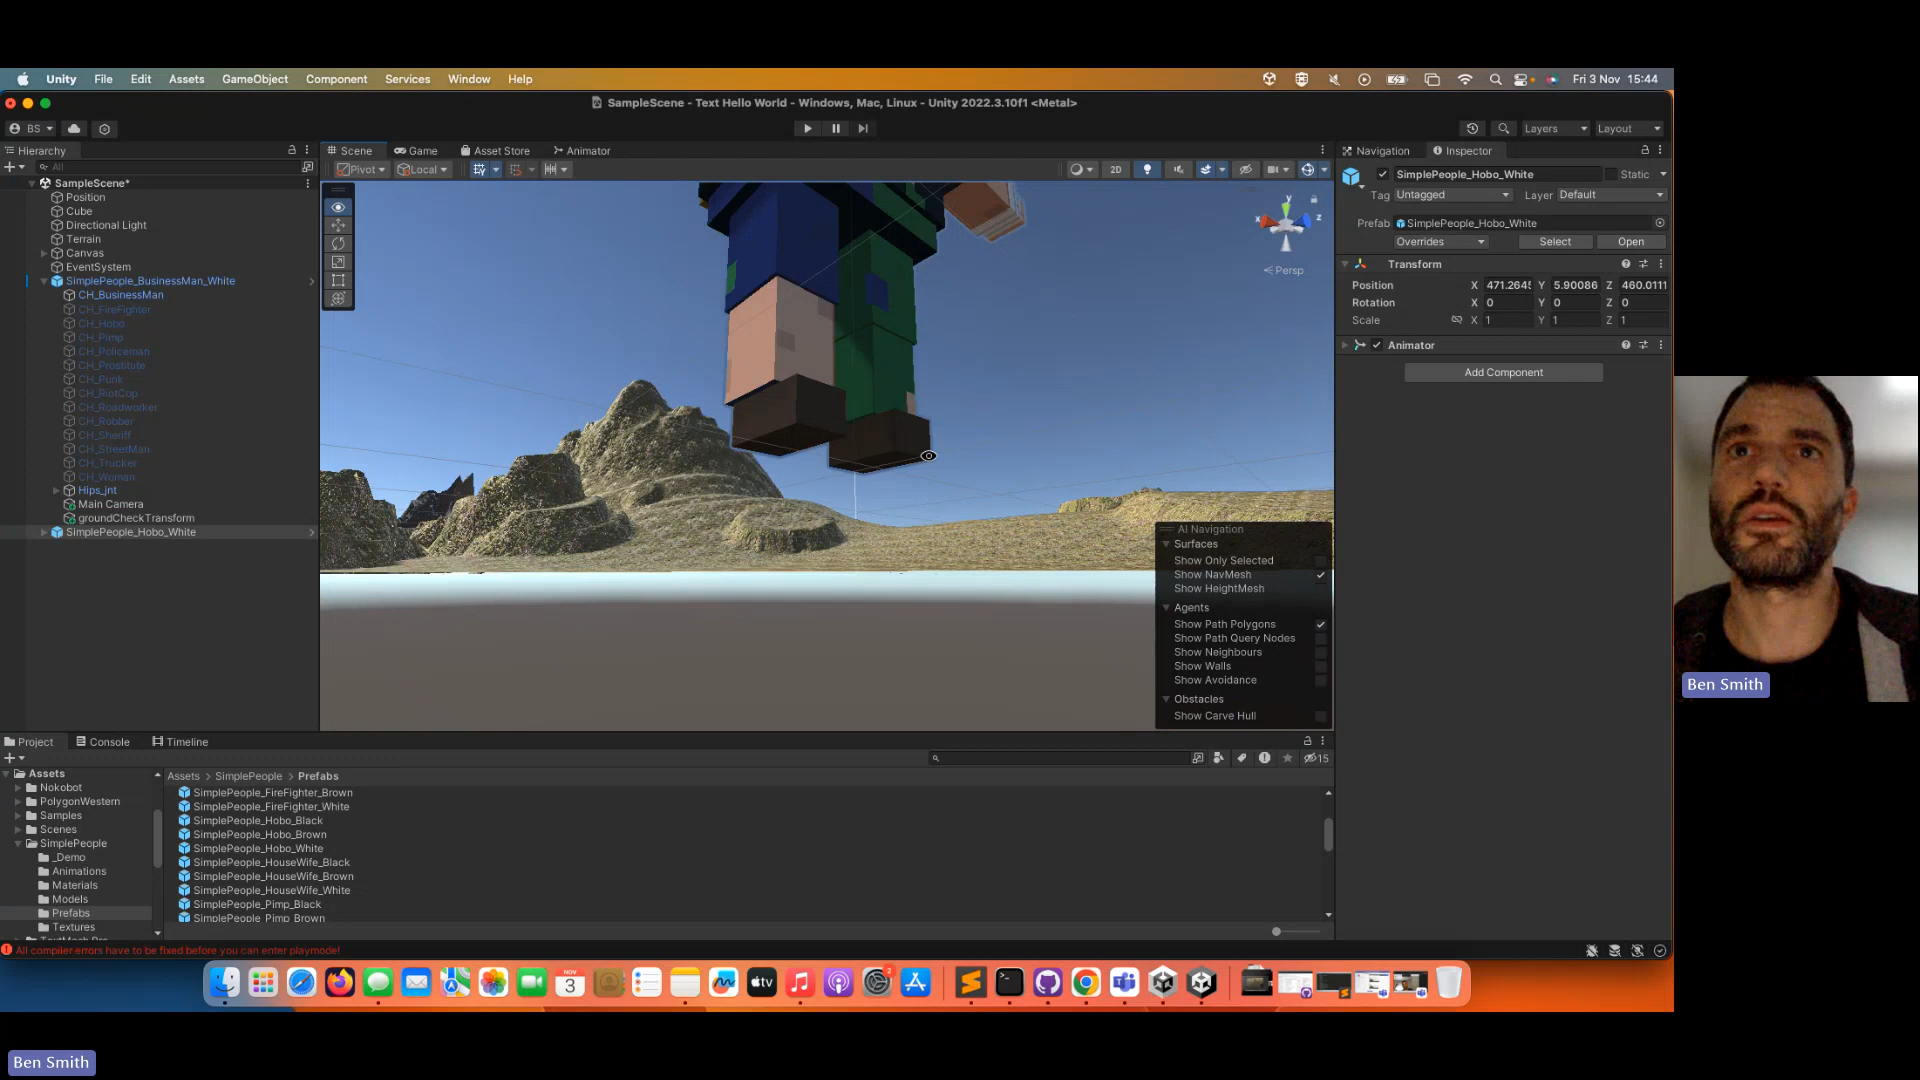 Unity File Edit Assets GameObject Component Services Window Help
Fri 3 Nov 15:44
SampleScene - Text Hello World - Windows, Mac, Linux - Unity 2022.3.10f1 <Metal>
BS
Layers
Layout
Hierarchy
All
SampleScene*
Position
Cube
Directional Light
Terrain
Canvas
EventSystem
SimplePeople_BusinessMan_White
CH_BusinessMan
CH_FireFighter
CH_Hobo
CH_Pimp
CH_Policeman
CH_Prostitute
CH_Punk
CH_RiotCop
CH_Roadworker
CH_Robber
CH_Sheriff
CH_StreetMan
CH_Trucker
CH_Woman
Hips_jnt
Main Camera
groundCheckTransform
SimplePeople_Hobo_White
Scene Game Asset Store Animator
Pivot Local
2D
y
x z
Persp
AI Navigation
Surfaces
Show Only Selected
Show NavMesh
Show HeightMesh
Agents
Show Path Polygons
Show Path Query Nodes
Show Neighbours
Show Walls
Show Avoidance
Obstacles
Show Carve Hull
Navigation Inspector
SimplePeople_Hobo_White Static
Tag Untagged Layer Default
Prefab SimplePeople_Hobo_White
Overrides Select Open
Transform
Position X 471.2645 Y 5.90086 Z 460.0111
Rotation X 0 Y 0 Z 0
Scale X 1 Y 1 Z 1
Animator
Add Component
Ben Smith
Project Console Timeline
15
Assets
Nokobot
PolygonWestern
Samples
Scenes
SimplePeople
_Demo
Animations
Materials
Models
Prefabs
Textures
Assets > SimplePeople > Prefabs
SimplePeople_FireFighter_Brown
SimplePeople_FireFighter_White
SimplePeople_Hobo_Black
SimplePeople_Hobo_Brown
SimplePeople_Hobo_White
SimplePeople_HouseWife_Black
SimplePeople_HouseWife_Brown
SimplePeople_HouseWife_White
SimplePeople_Pimp_Black
SimplePeople_Pimp_Brown
All compiler errors have to be fixed before you can enter playmode!
NOV
3
tv
2
Ben Smith